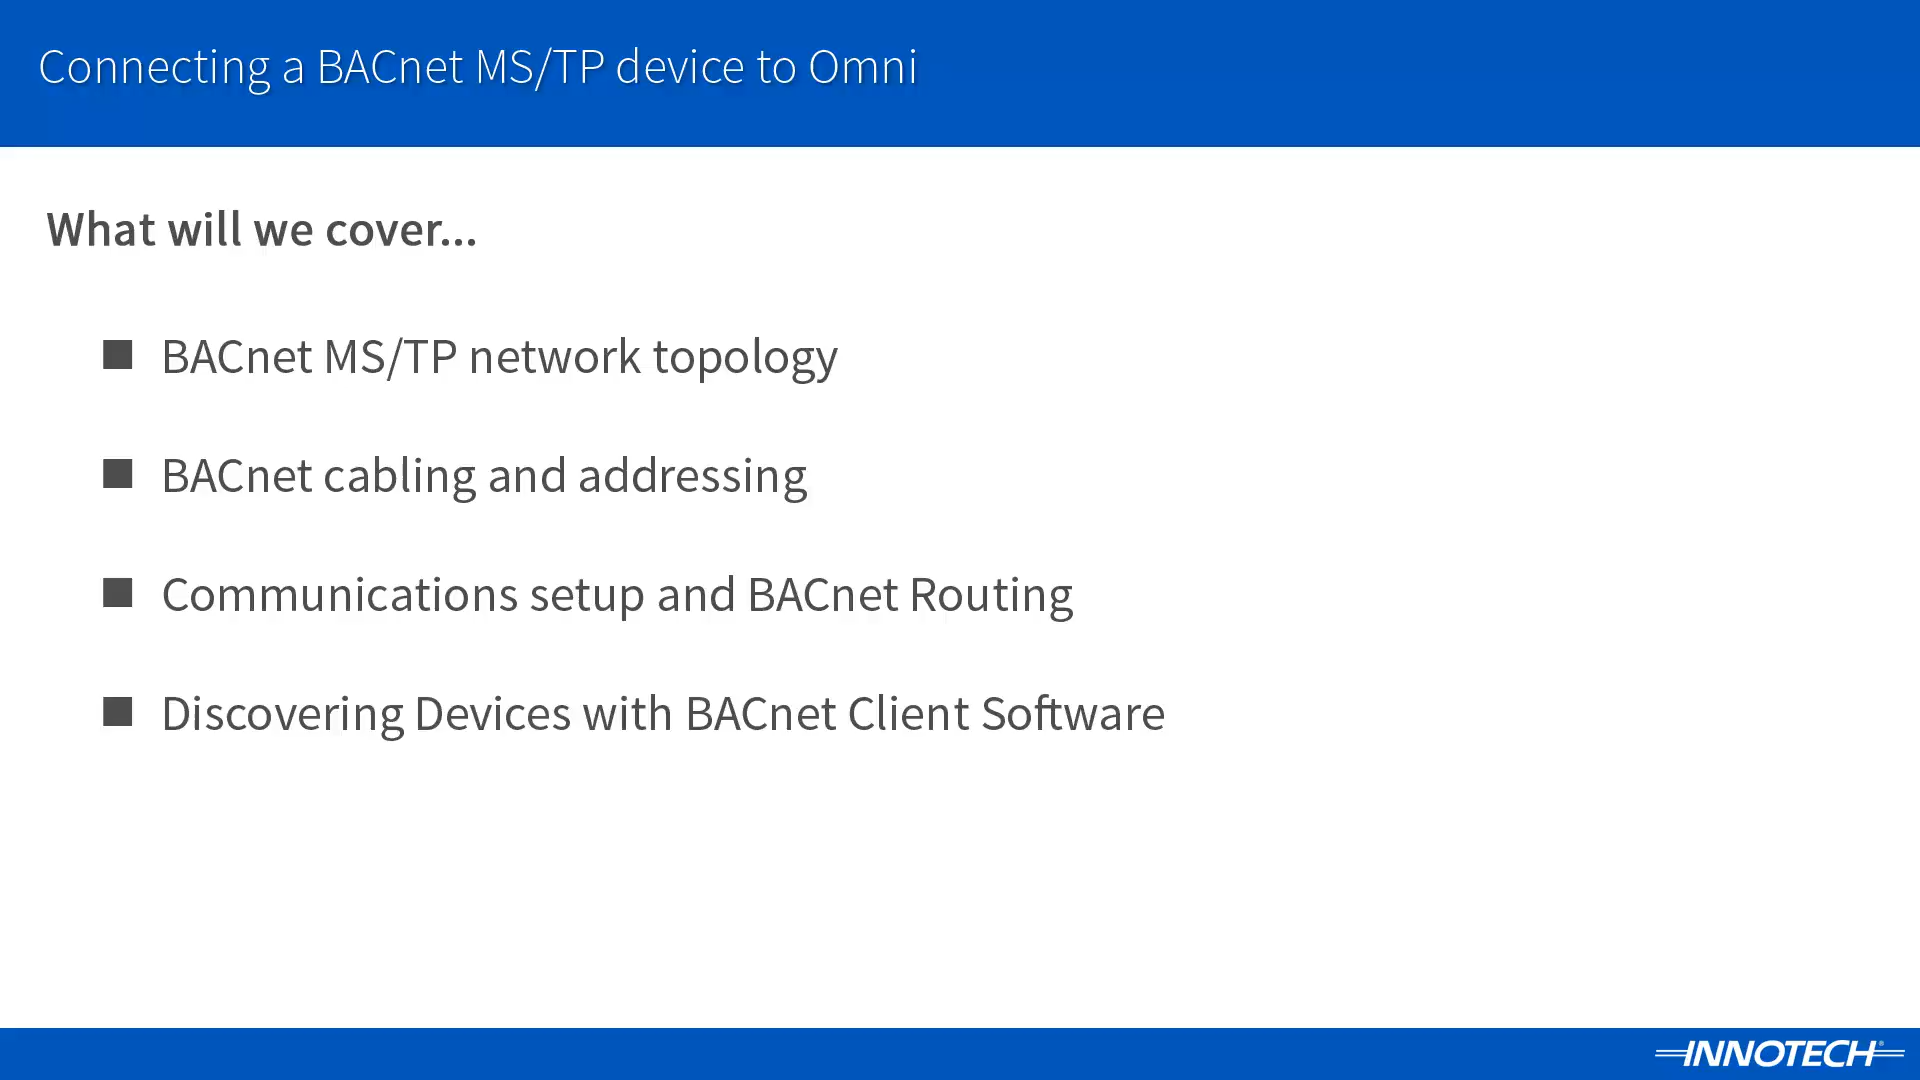 Connecting a BACnet MS/TP device to Omni
What will we cover...
■ BACnet MS/TP network topology
■ BACnet cabling and addressing
■ Communications setup and BACnet Routing
■ Discovering Devices with BACnet Client Software
INNOTECH®